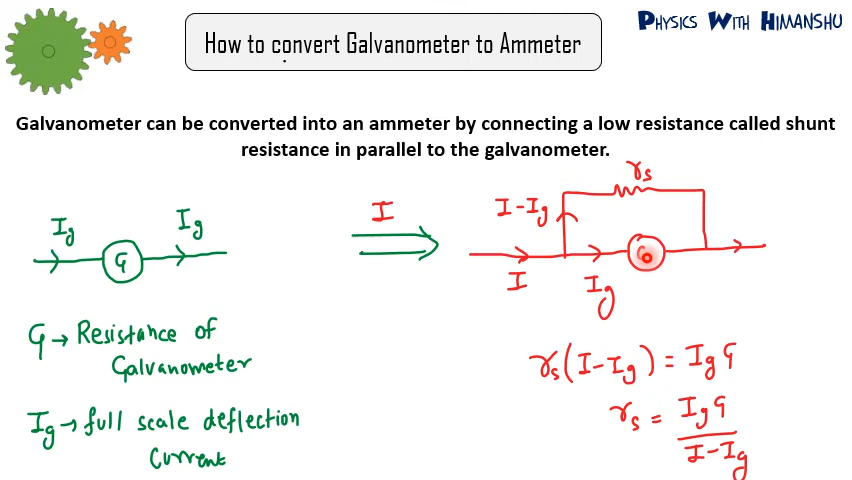 PHYSICS WITH HIMANSHU
How to convert Galvanometer to Ammeter
Galvanometer can be converted into an ammeter by connecting a low resistance called shunt
resistance in parallel to the galvanometer.
Ig
Ig
G
I
rs
I-Ig
I
Ig
G
G → Resistance of
Galvanometer
Ig → full scale deflection
current
rs(I-Ig) = IgG
rs = IgG
I-Ig